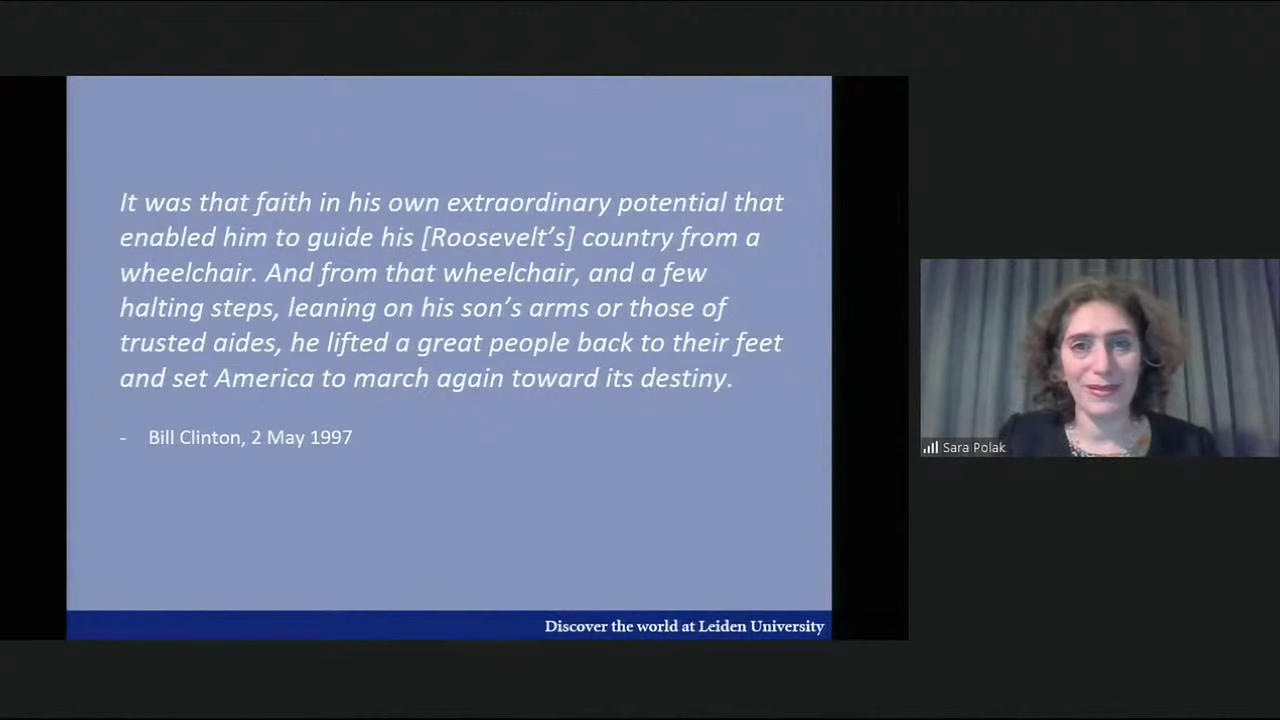 It was that faith in his own extraordinary potential that
enabled him to guide his [Roosevelt’s] country from a
wheelchair. And from that wheelchair, and a few
halting steps, leaning on his son’s arms or those of
trusted aides, he lifted a great people back to their feet
and set America to march again toward its destiny.
- Bill Clinton, 2 May 1997
Sara Polak
Discover the world at Leiden University